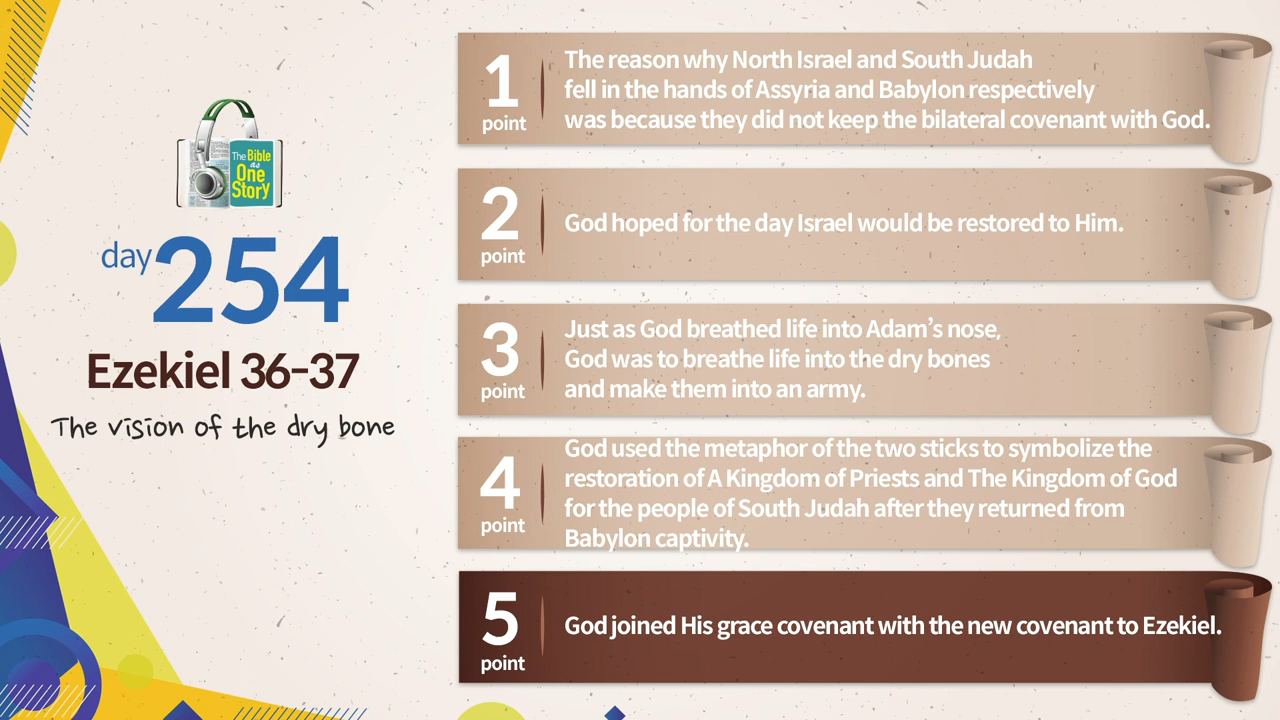 The Bible
as
One
Story
day 254
Ezekiel 36-37
The vision of the dry bone
1
point
The reason why North Israel and South Judah
fell in the hands of Assyria and Babylon respectively
was because they did not keep the bilateral covenant with God.
2
point
God hoped for the day Israel would be restored to Him.
3
point
Just as God breathed life into Adam’s nose,
God was to breathe life into the dry bones
and make them into an army.
4
point
God used the metaphor of the two sticks to symbolize the
restoration of A Kingdom of Priests and The Kingdom of God
for the people of South Judah after they returned from
Babylon captivity.
5
point
God joined His grace covenant with the new covenant to Ezekiel.